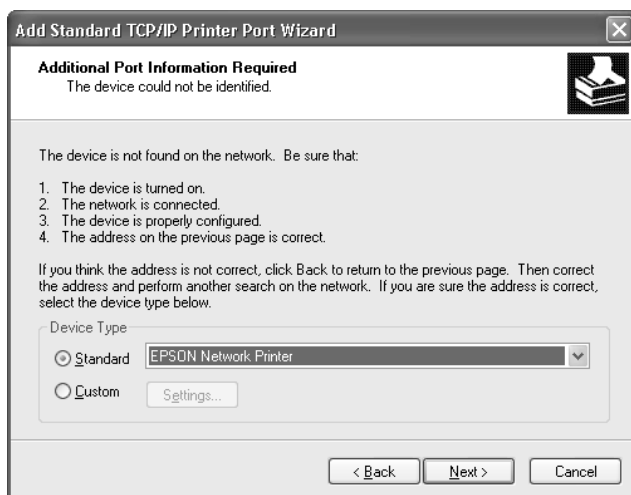 Add Standard TCP/IP Printer Port Wizard
Additional Port Information Required
The device could not be identified.
The device is not found on the network. Be sure that:
1. The device is turned on.
2. The network is connected.
3. The device is properly configured.
4. The address on the previous page is correct.
If you think the address is not correct, click Back to return to the previous page. Then correct
the address and perform another search on the network. If you are sure the address is correct,
select the device type below.
Device Type
Standard EPSON Network Printer
Custom Settings...
< Back Next > Cancel